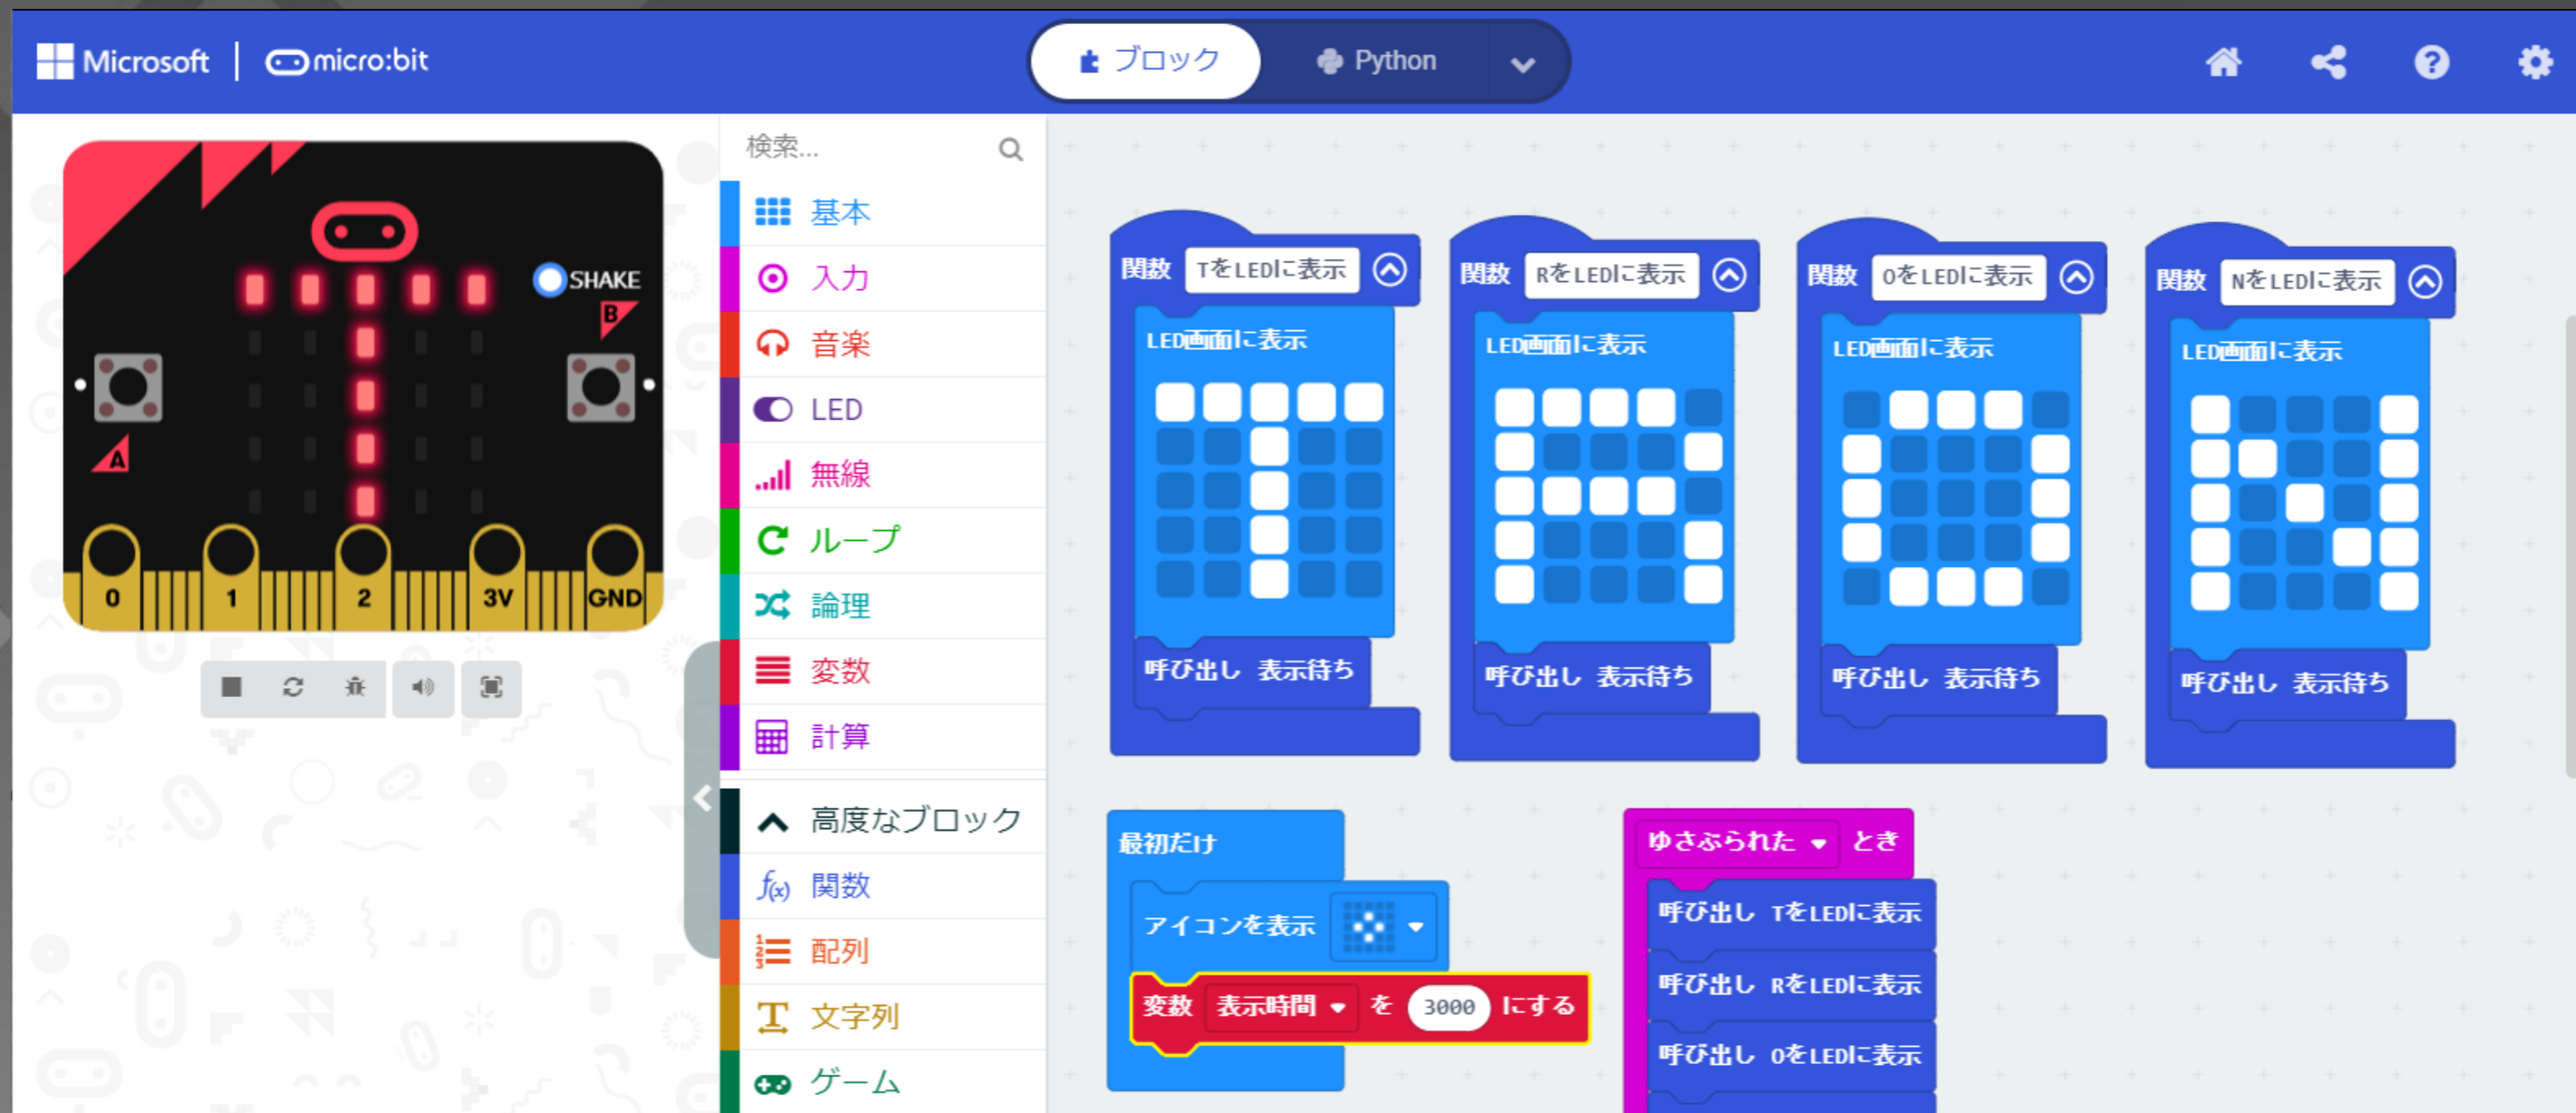 Microsoft | micro:bit
ブロック
Python
SHAKE
B
A
0 1 2 3V GND
検索...
基本
入力
音楽
LED
無線
ループ
論理
変数
計算
高度なブロック
関数
配列
文字列
ゲーム
関数 TをLEDに表示
LED画面に表示
呼び出し 表示待ち
関数 RをLEDに表示
LED画面に表示
呼び出し 表示待ち
関数 OをLEDに表示
LED画面に表示
呼び出し 表示待ち
関数 NをLEDに表示
LED画面に表示
呼び出し 表示待ち
最初だけ
アイコンを表示
変数 表示時間 を 3000 にする
ゆさぶられた とき
呼び出し TをLEDに表示
呼び出し RをLEDに表示
呼び出し OをLEDに表示